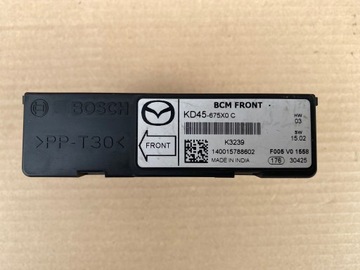 BOSCH
>PP-T30<
FRONT
BCM FRONT
KD45-675X0 C
HW
03
SW
15.02
K3239
140015788602
MADE IN INDIA
F005 V0 1558
176 30425